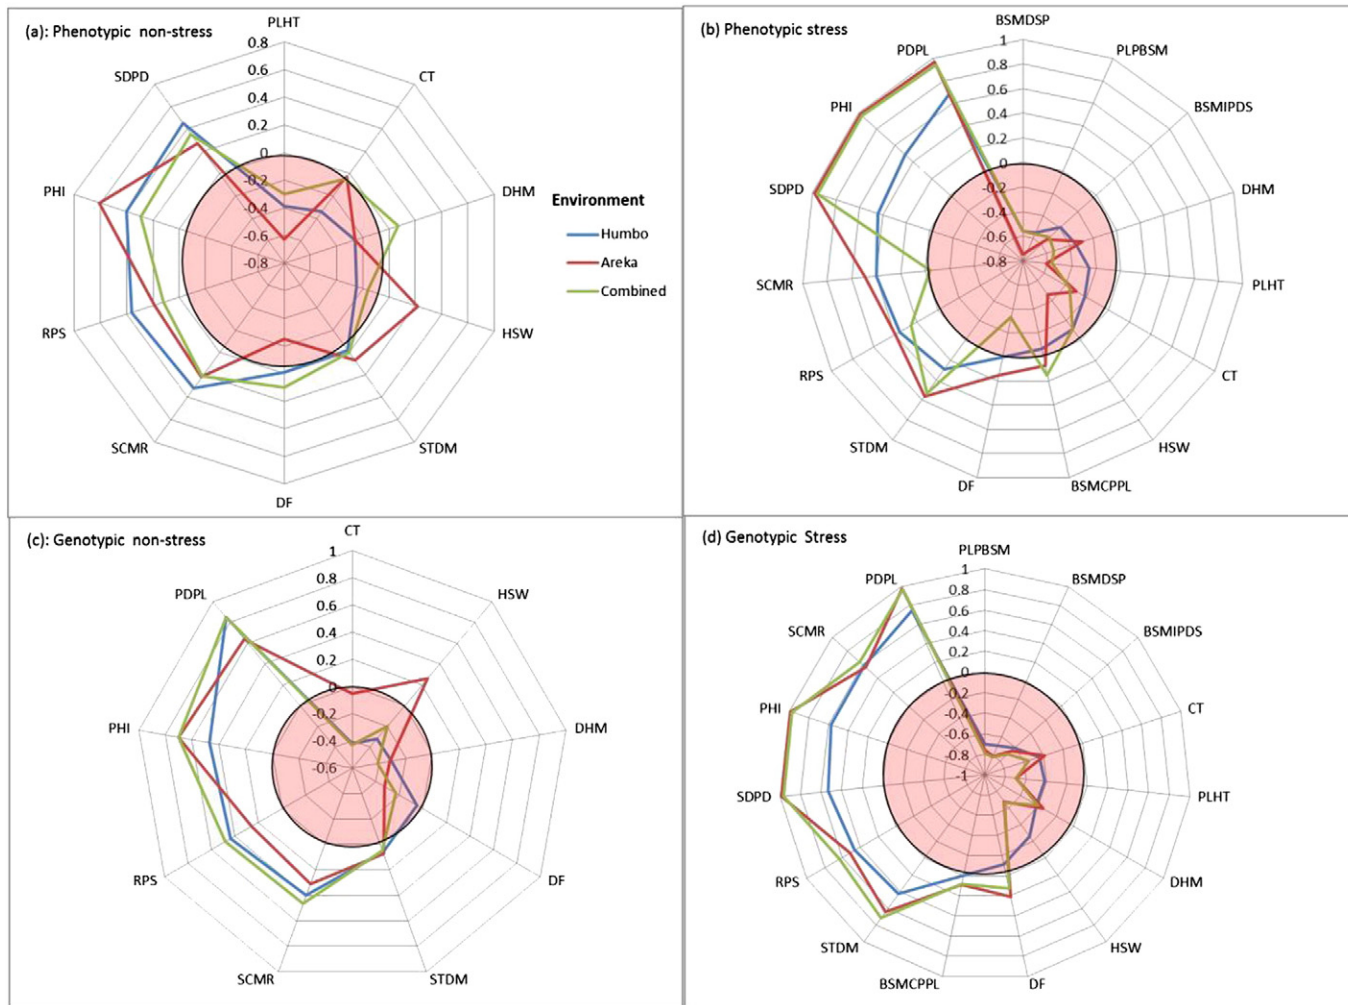 (a): Phenotypic non-stress
PLHT
CT
DHM
HSW
STDM
DF
SCMR
RPS
PHI
SDPD
0.8
0.6
0.4
0.2
0
-0.2
-0.4
-0.6
-0.8
Environment
Humbo
Areka
Combined
(b) Phenotypic stress
BSMDSP
PLPBSM
BSMIPDS
DHM
PLHT
CT
HSW
BSMCPPL
DF
STDM
RPS
SCMR
SDPD
PHI
PDPL
1
0.8
0.6
0.4
0.2
0
-0.2
-0.4
-0.6
-0.8
(c): Genotypic non-stress
CT
HSW
DHM
DF
STDM
SCMR
RPS
PHI
PDPL
1
0.8
0.6
0.4
0.2
0
-0.2
-0.4
-0.6
(d) Genotypic Stress
PLPBSM
BSMDSP
BSMIPDS
CT
PLHT
DHM
HSW
DF
BSMCPPL
STDM
RPS
SDPD
PHI
SCMR
PDPL
1
0.8
0.6
0.4
0.2
0
-0.2
-0.4
-0.6
-0.8
-1